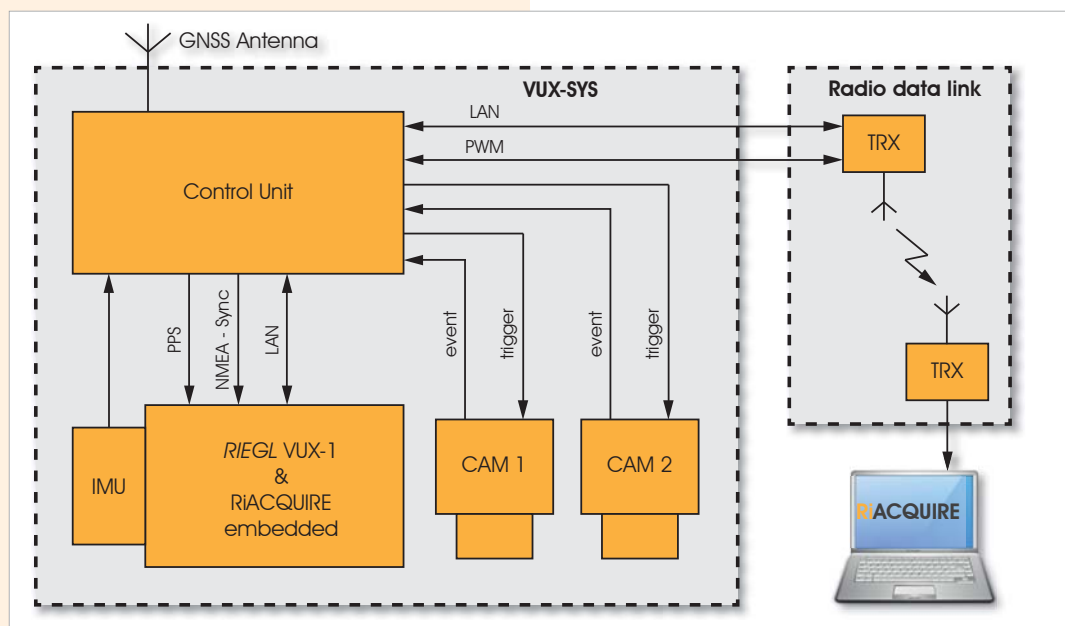 GNSS Antenna
VUX-SYS
Radio data link
LAN
PWM
TRX
Control Unit
PPS
NMEA - Sync
LAN
event
trigger
event
trigger
TRX
IMU
RIEGL VUX-1
&
RiACQUIRE
embedded
CAM 1
CAM 2
RiACQUIRE